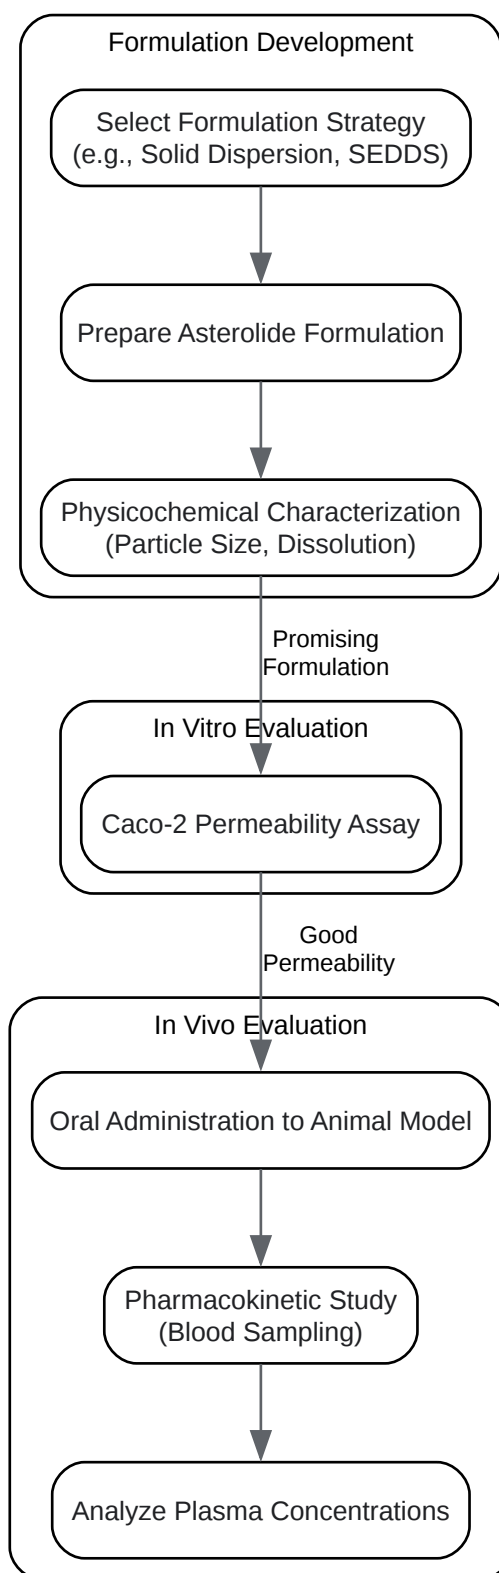 Formulation Development
Select Formulation Strategy
(e.g., Solid Dispersion, SEDDS)
Prepare Asterolide Formulation
Physicochemical Characterization
(Particle Size, Dissolution)
Promising
Formulation
In Vitro Evaluation
Caco-2 Permeability Assay
Good
Permeability
In Vivo Evaluation
Oral Administration to Animal Model
Pharmacokinetic Study
(Blood Sampling)
Analyze Plasma Concentrations